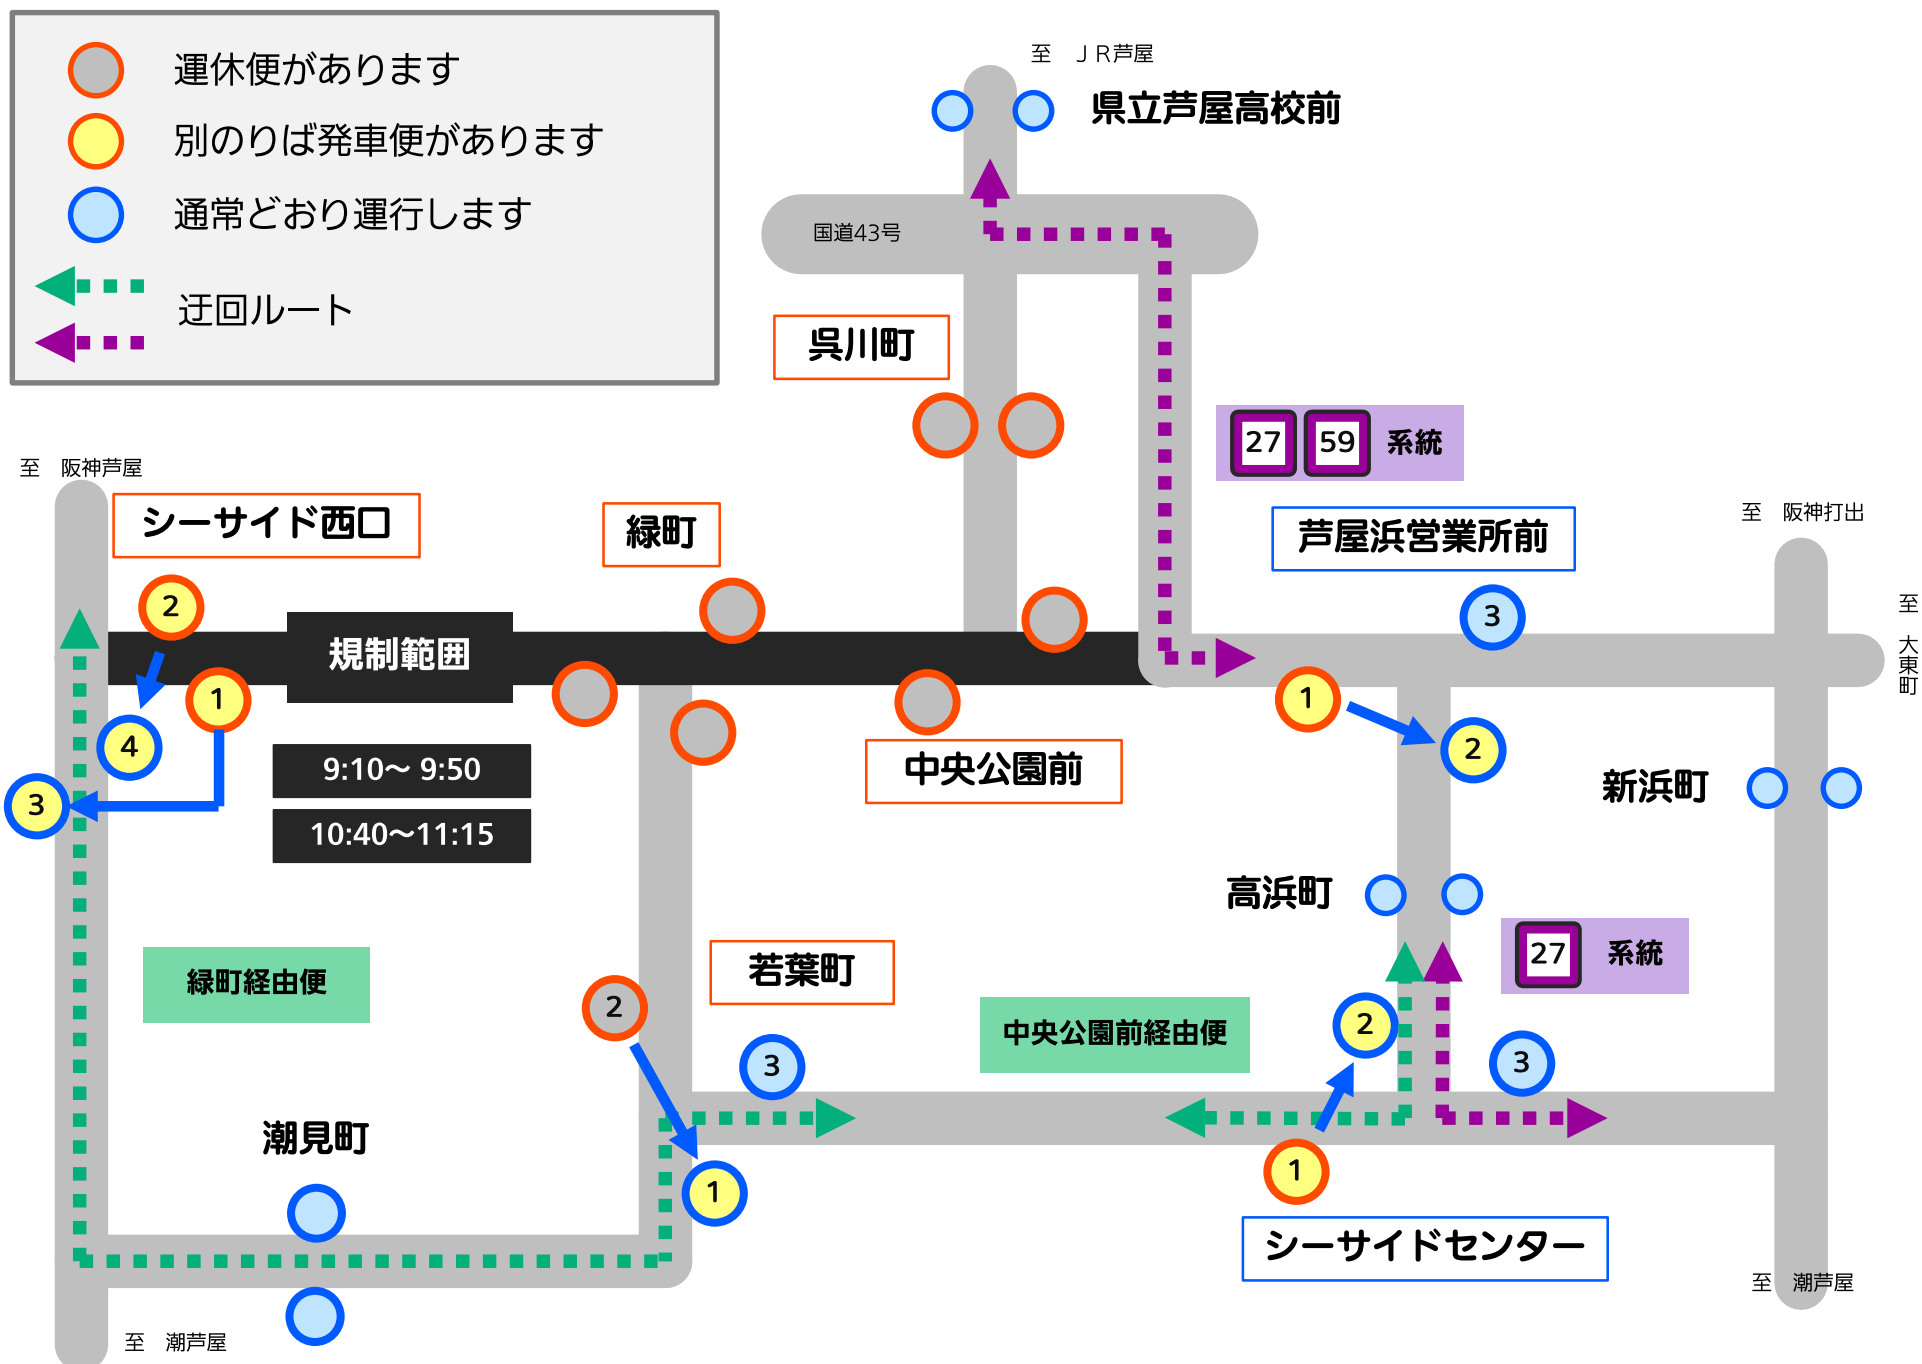 運休便があります
別のりば発車便があります
通常どおり運行します
迂回ルート
至　ＪＲ芦屋
県立芦屋高校前
国道43号
呉川町
27 59 系統
至　阪神芦屋
シーサイド西口
緑町
芦屋浜営業所前
至　阪神打出
至　大東町
2
3
規制範囲
1
1
4
2
9:10～ 9:50
中央公園前
3
新浜町
10:40～11:15
高浜町
27 系統
緑町経由便
若葉町
2
中央公園前経由便
2
3
3
潮見町
1
1
シーサイドセンター
至　潮芦屋
至　潮芦屋